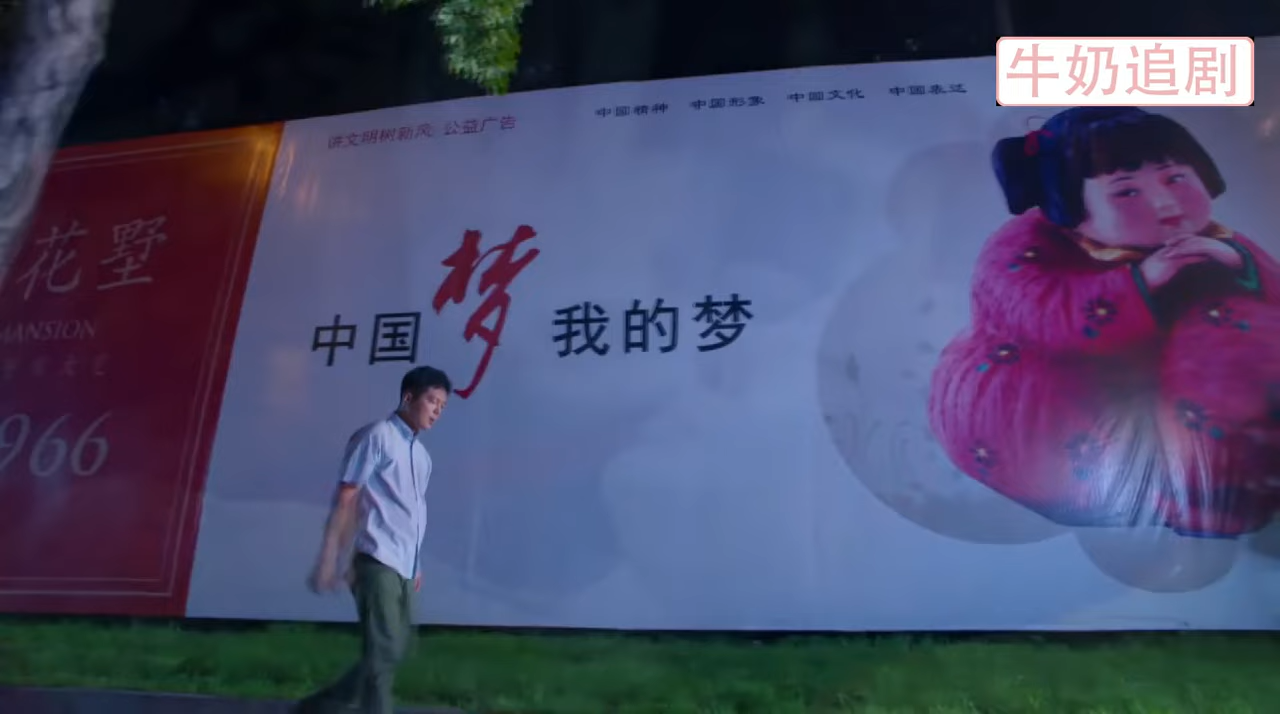 牛奶追剧
中国精神 中国形象 中国文化 中国表达
讲文明树新风 公益广告
中国梦 我的梦
花墅
MANSION
966